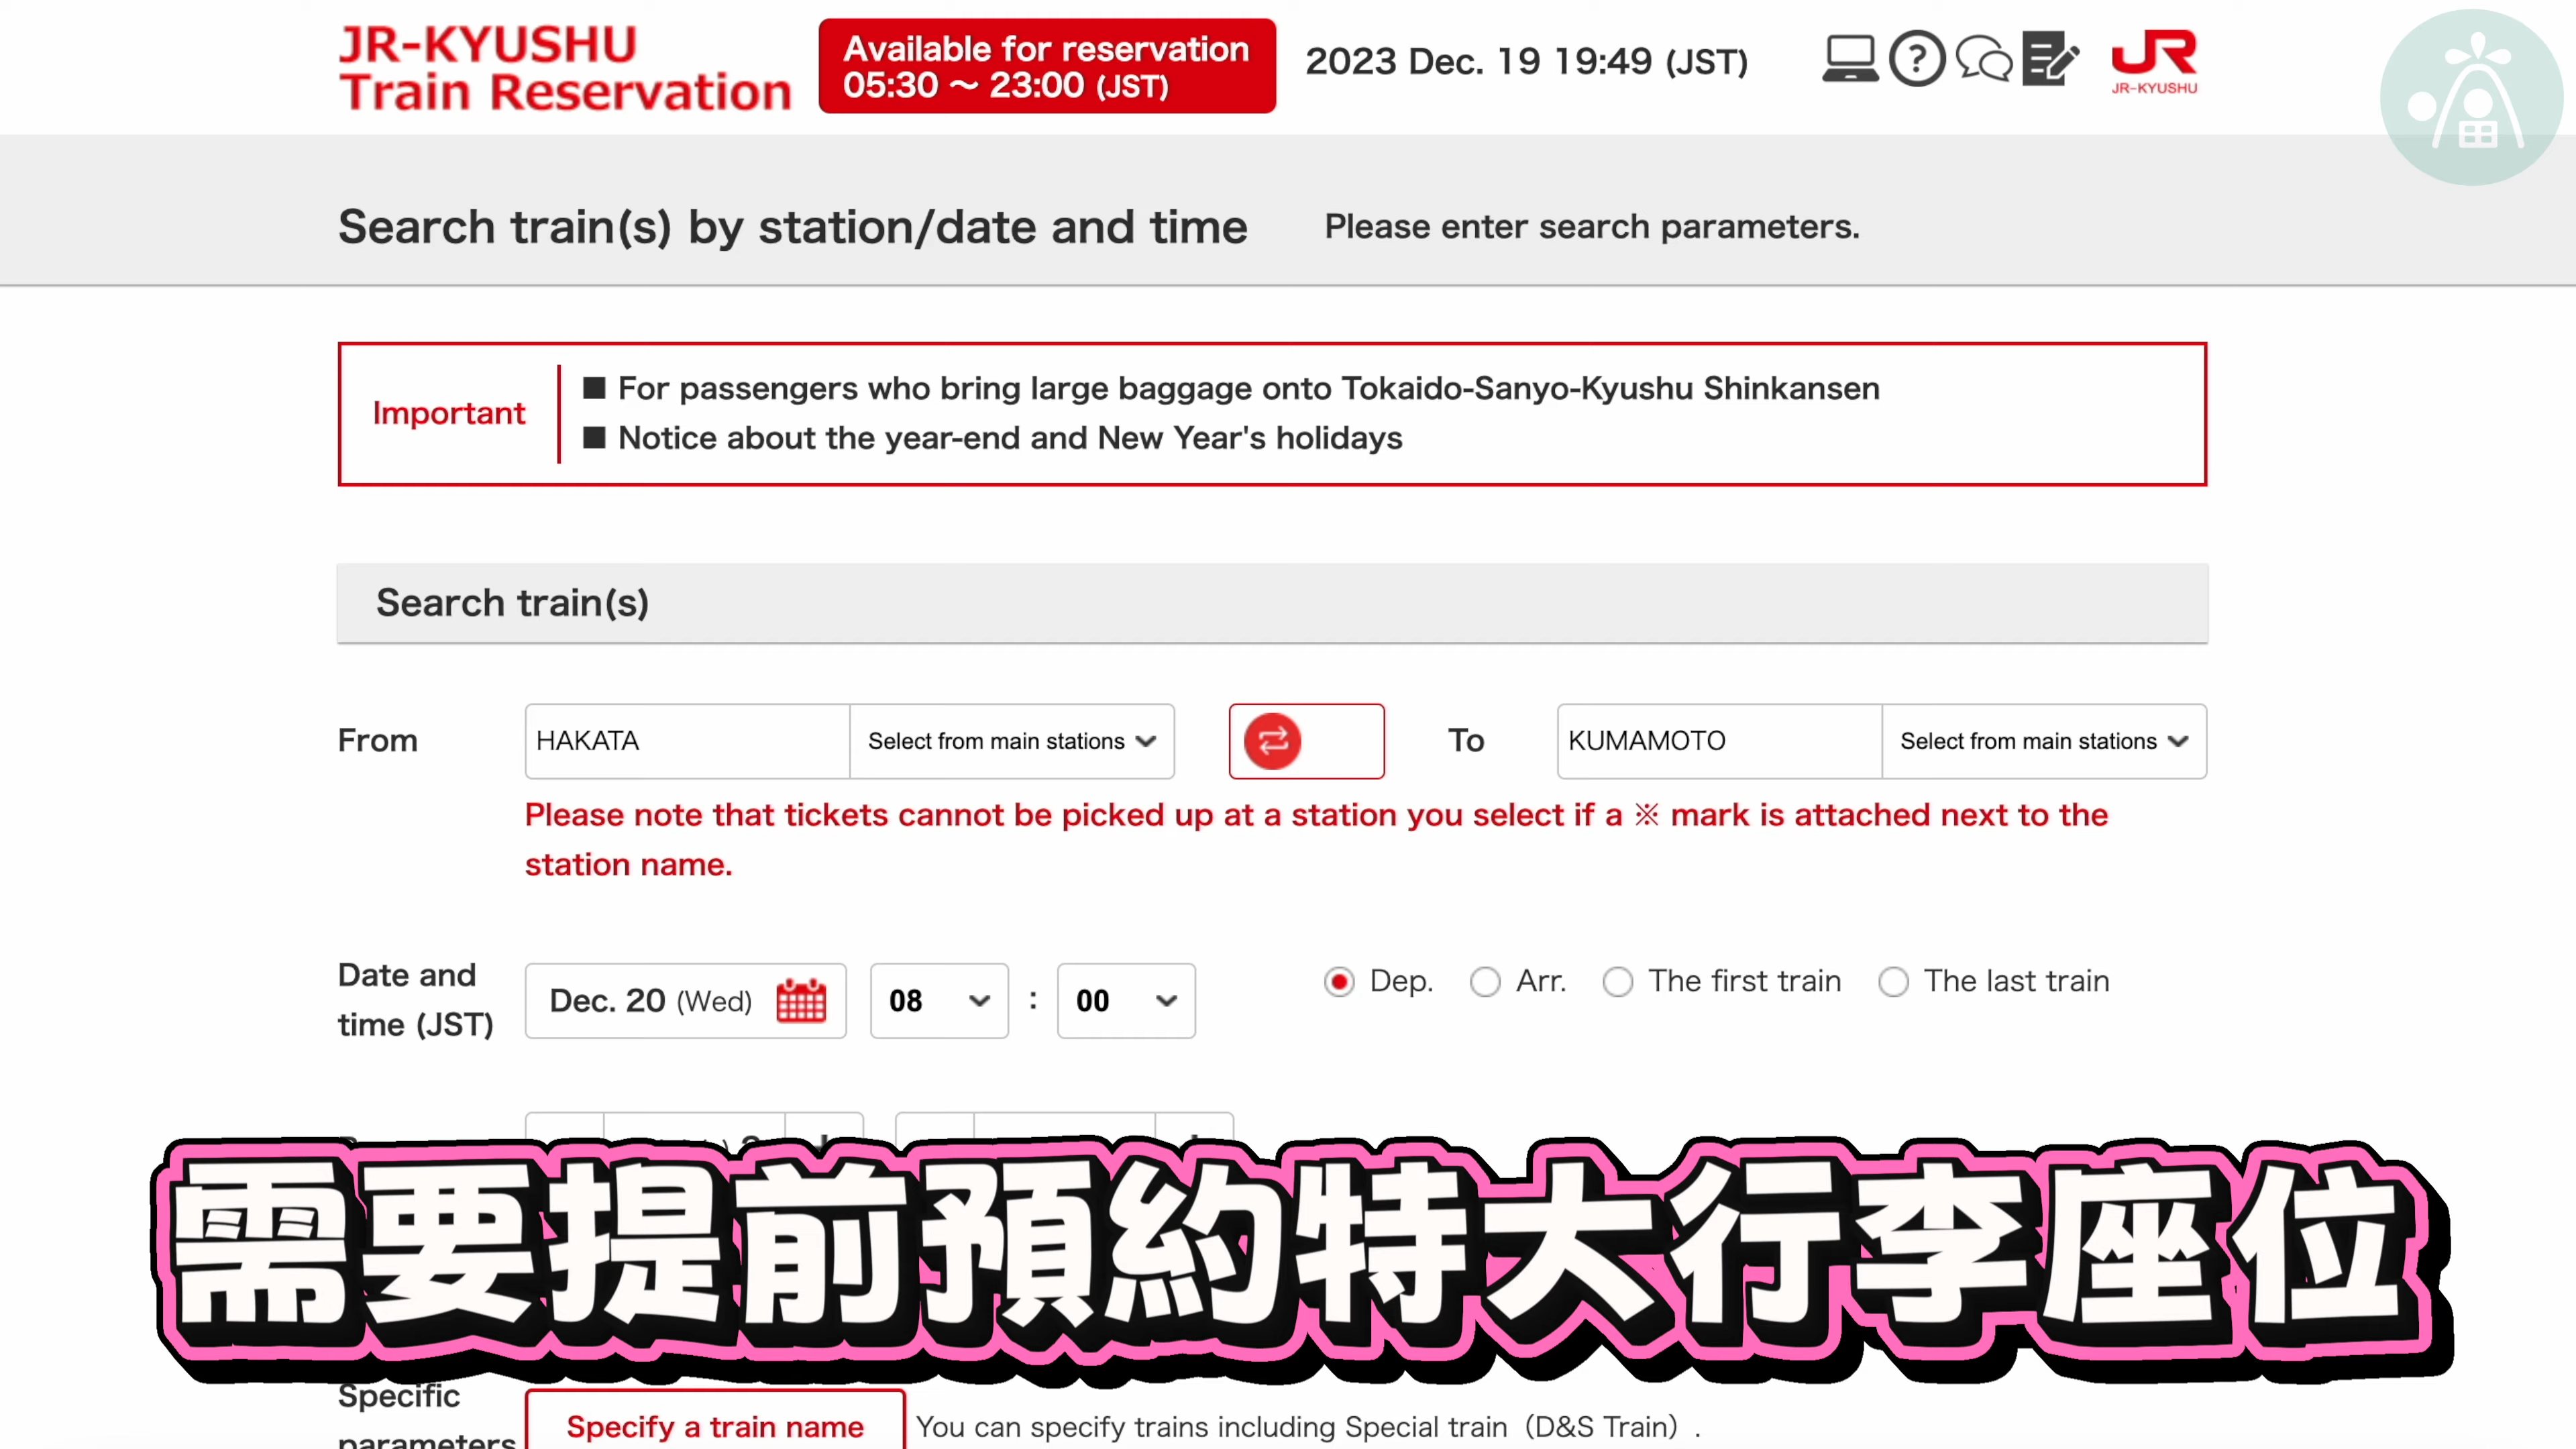 JR-KYUSHU
Train Reservation
Available for reservation
05:30 ～ 23:00 (JST)
2023 Dec. 19 19:49 (JST)
JR-KYUSHU
Search train(s) by station/date and time
Please enter search parameters.
Important
■ For passengers who bring large baggage onto Tokaido-Sanyo-Kyushu Shinkansen
■ Notice about the year-end and New Year's holidays
Search train(s)
From
HAKATA
Select from main stations
To
KUMAMOTO
Select from main stations
Please note that tickets cannot be picked up at a station you select if a ※ mark is attached next to the
station name.
Date and
time (JST)
Dec. 20 (Wed)
08
:
00
Dep.
Arr.
The first train
The last train
需要提前預約特大行李座位
Specific
parameters
Specify a train name
You can specify trains including Special train（D&S Train）.